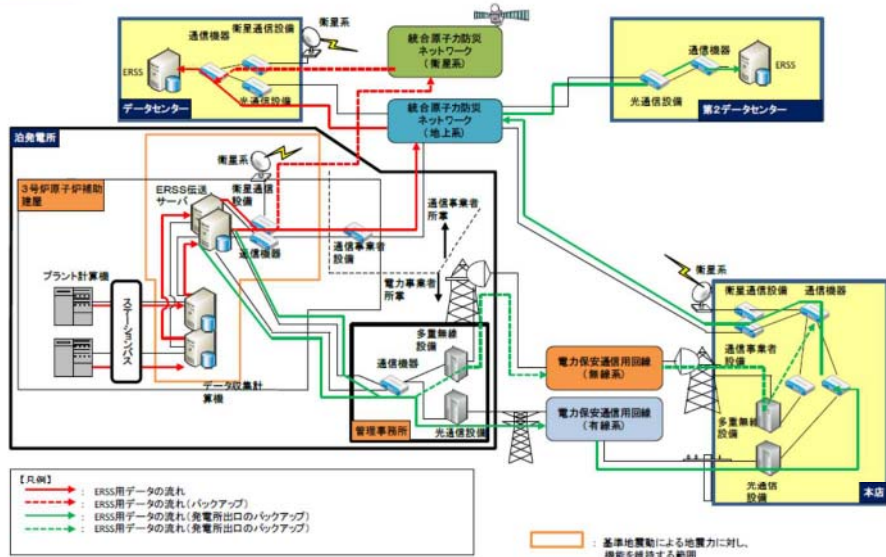 衛星通信設備
通信機器
衛星系
ERSS
光通信設備
データセンター
統合原子力防災
ネットワーク
(衛星系)
統合原子力防災
ネットワーク
(地上系)
通信機器
ERSS
光通信設備
第2データセンター
泊発電所
3号炉原子炉補助
建屋
ERSS伝送
サーバ
衛星系
衛星通信
設備
通信機器
通信事業者
設備
通信事業者
所掌
電力事業者
所掌
プラント計算機
ステーションバス
データ収集計
算機
通信機器
多重無線
設備
光通信設備
管理事務所
電力保安通信用回線
(無線系)
電力保安通信用回線
(有線系)
衛星系
衛星通信設備
通信機器
通信事業者
設備
多重無線
設備
光通信
設備
本店
【凡例】
: ERSS用データの流れ
: ERSS用データの流れ(バックアップ)
: ERSS用データの流れ(発電所出口のバックアップ)
: ERSS用データの流れ(発電所出口のバックアップ)
: 基準地震動による地震力に対し、
機能を維持する範囲